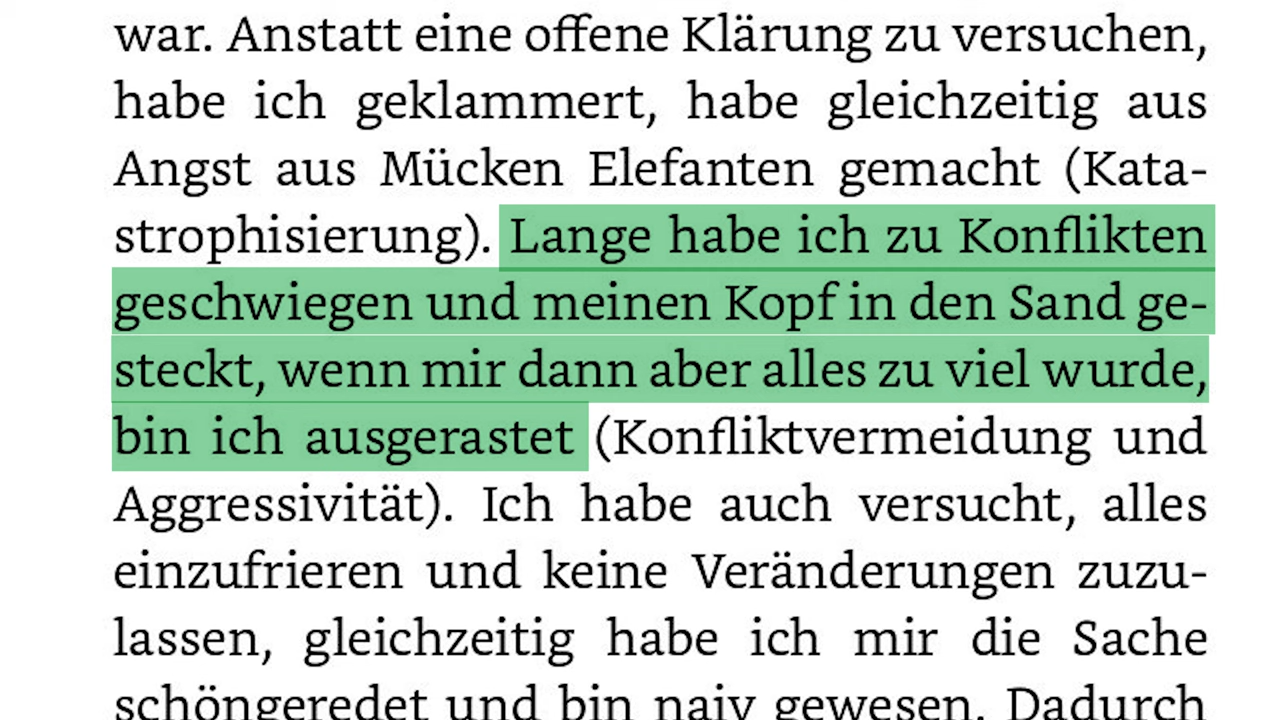 war. Anstatt eine offene Klärung zu versuchen,
habe ich geklammert, habe gleichzeitig aus
Angst aus Mücken Elefanten gemacht (Kata-
strophisierung). Lange habe ich zu Konflikten
geschwiegen und meinen Kopf in den Sand ge-
steckt, wenn mir dann aber alles zu viel wurde,
bin ich ausgerastet (Konfliktvermeidung und
Aggressivität). Ich habe auch versucht, alles
einzufrieren und keine Veränderungen zuzu-
lassen, gleichzeitig habe ich mir die Sache
schöngeredet und bin naiv gewesen. Dadurch